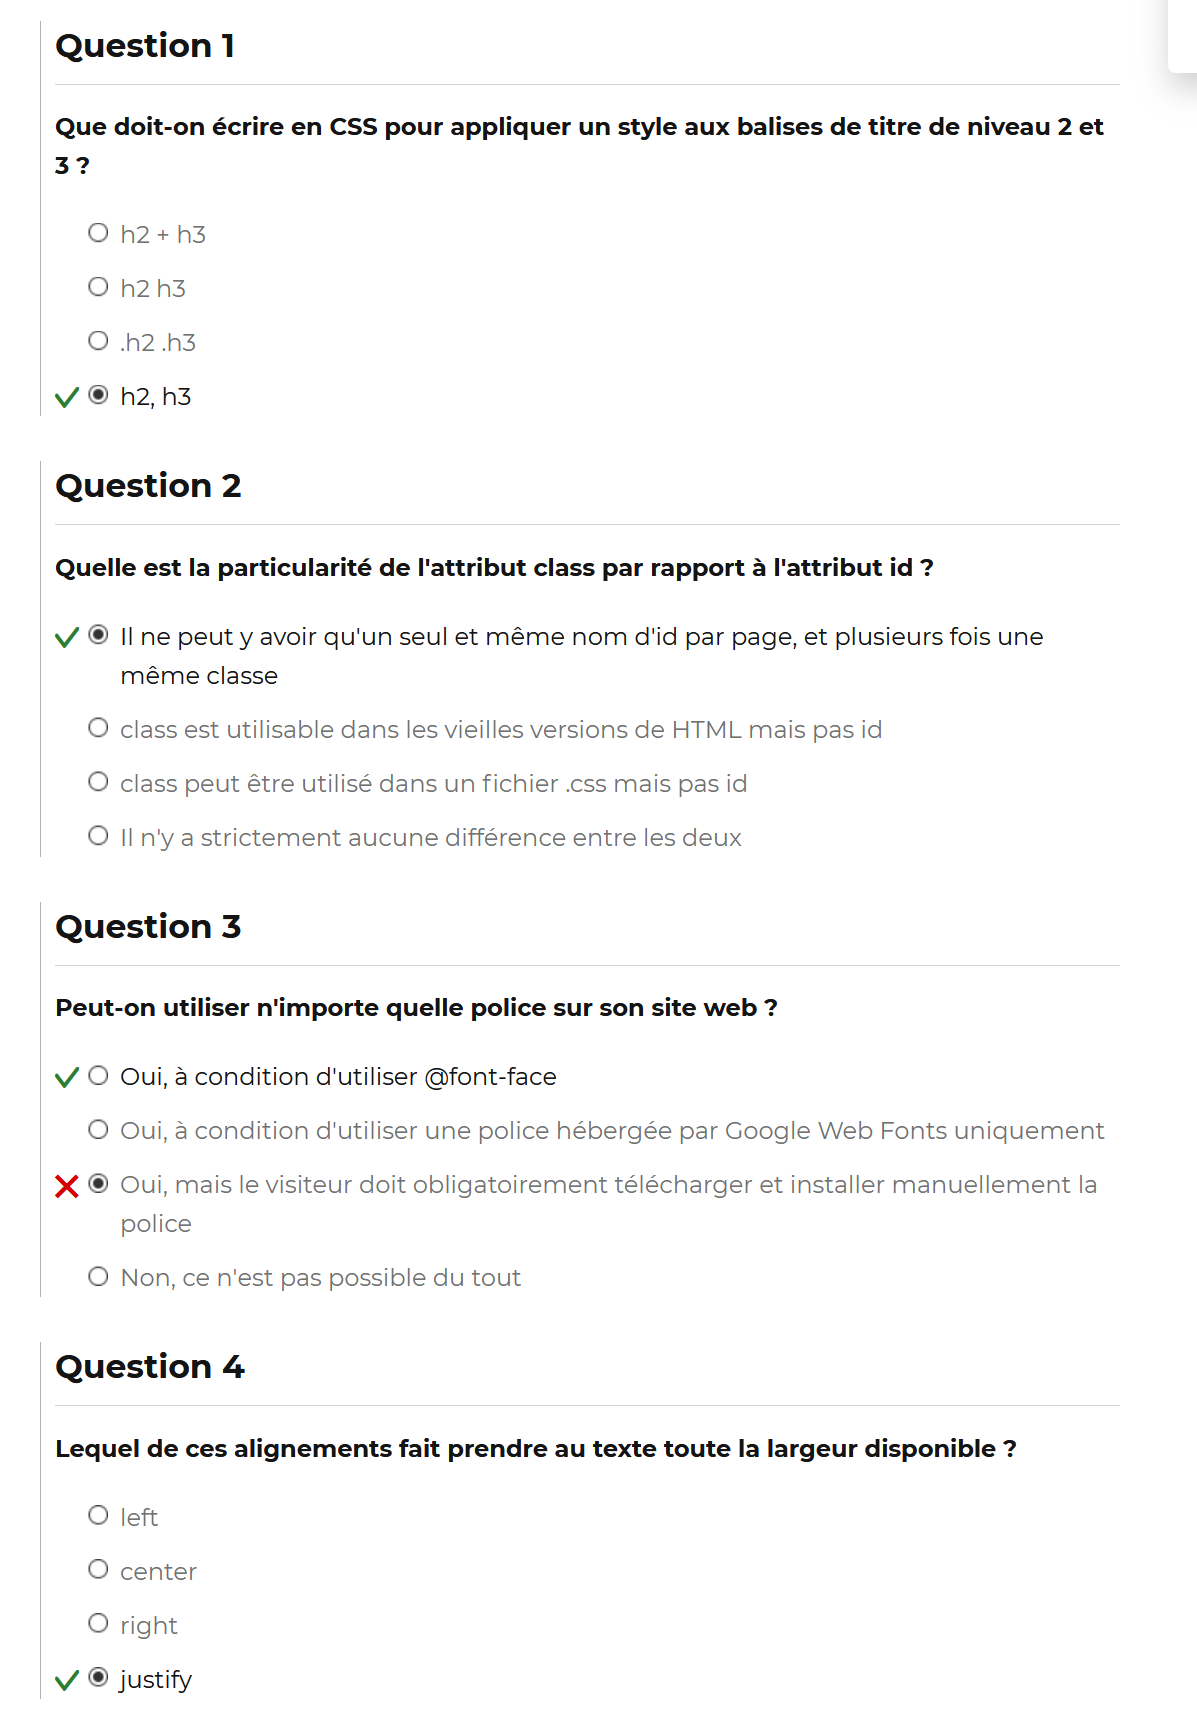 Question 1
Que doit-on écrire en CSS pour appliquer un style aux balises de titre de niveau 2 et
3 ?
h2 + h3
h2 h3
.h2 .h3
h2, h3
Question 2
Quelle est la particularité de l'attribut class par rapport à l'attribut id ?
Il ne peut y avoir qu'un seul et même nom d'id par page, et plusieurs fois une
même classe
class est utilisable dans les vieilles versions de HTML mais pas id
class peut être utilisé dans un fichier .css mais pas id
Il n'y a strictement aucune différence entre les deux
Question 3
Peut-on utiliser n'importe quelle police sur son site web ?
Oui, à condition d'utiliser @font-face
Oui, à condition d'utiliser une police hébergée par Google Web Fonts uniquement
Oui, mais le visiteur doit obligatoirement télécharger et installer manuellement la
police
Non, ce n'est pas possible du tout
Question 4
Lequel de ces alignements fait prendre au texte toute la largeur disponible ?
left
center
right
justify